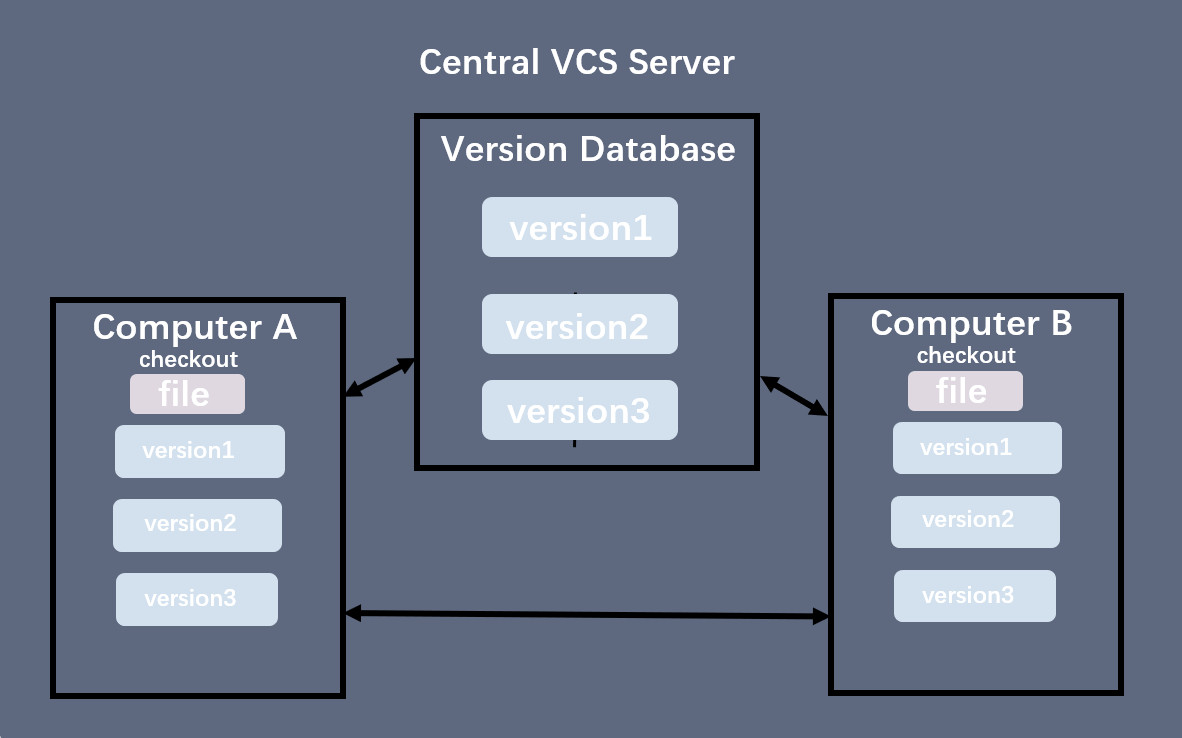 Central VCS Server
Version Database
version1
version2
version3
Computer A
checkout
file
version1
version2
version3
Computer B
checkout
file
version1
version2
version3